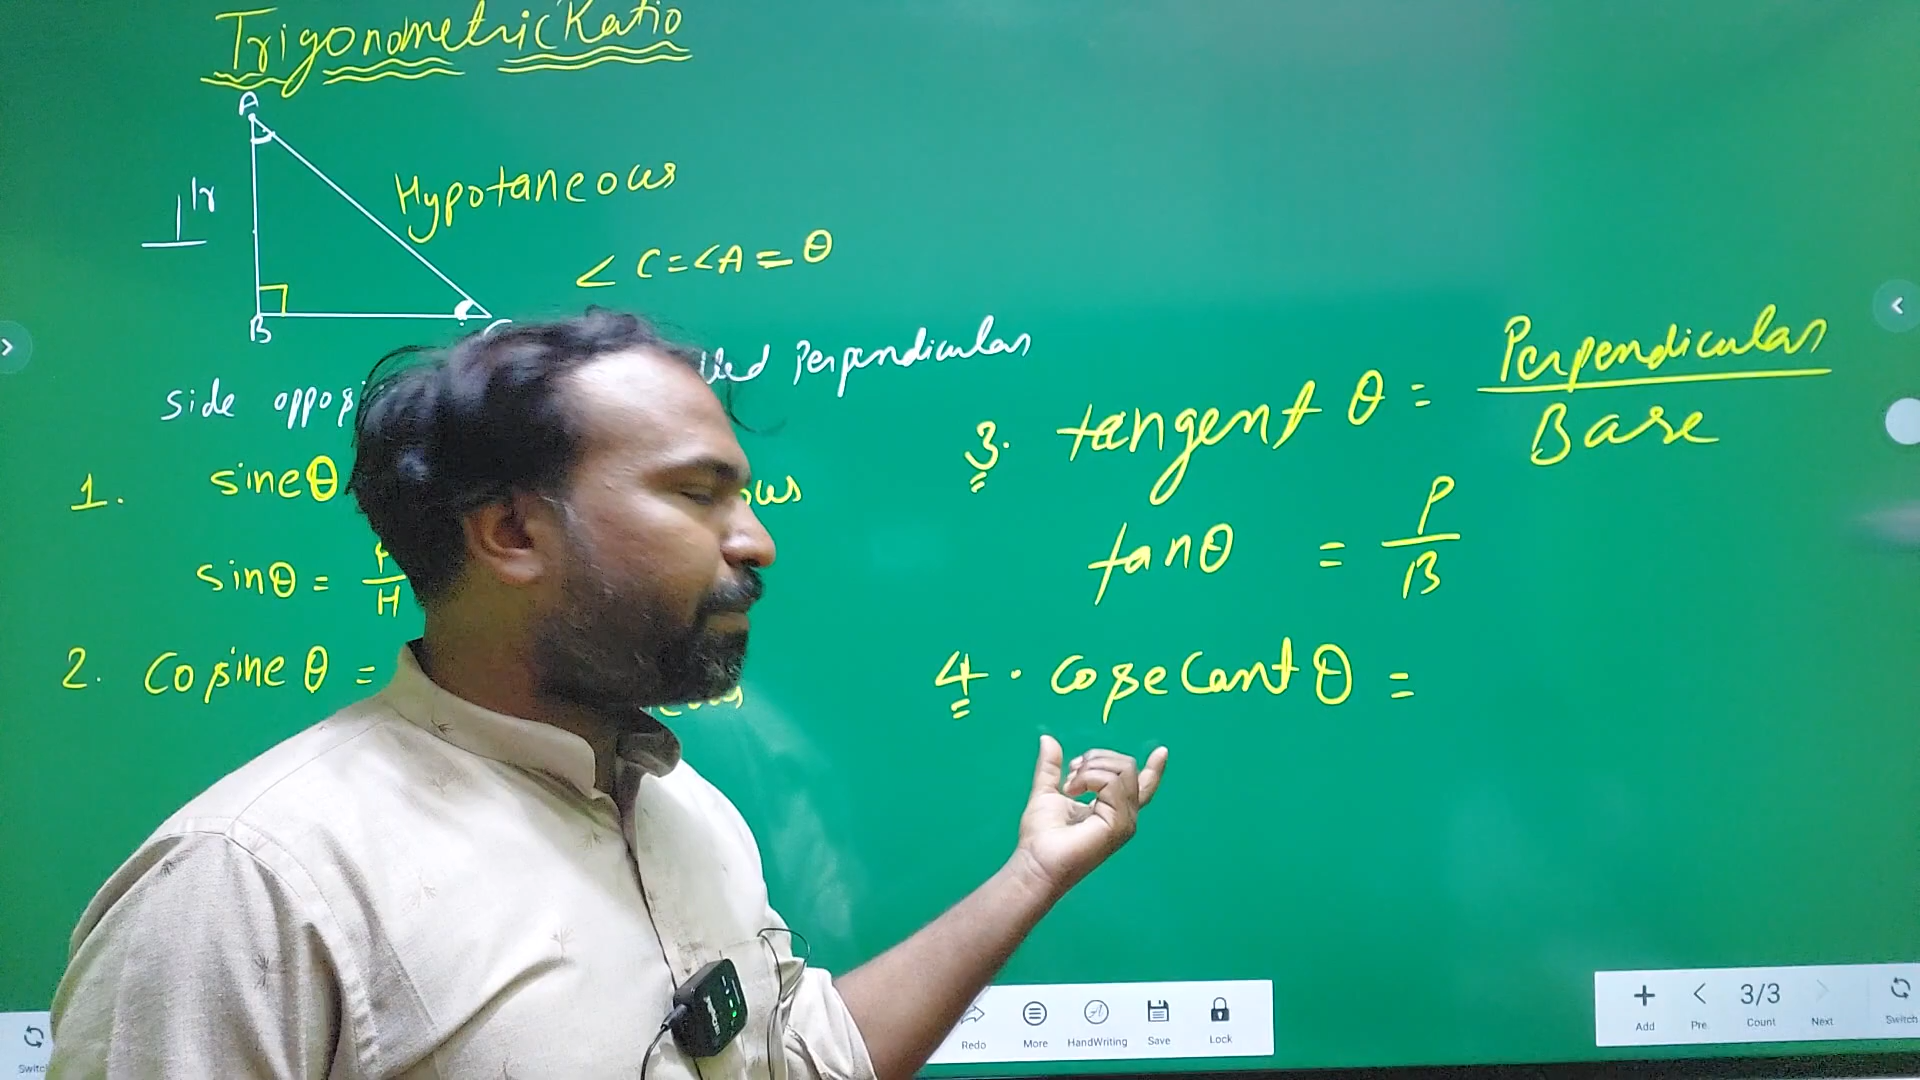 Trigonometric Ratio
A
Hypotaneous
< C = < A = θ
B
side
Perpendicular
1. sineθ
sinθ = H
2. Cosine θ =
3. tangent θ = Perpendicular
Base
tanθ = P
B
4. cosecant θ =
Redo
More
HandWriting
Save
Lock
Add
Pre
3/3
Count
Next
Switch